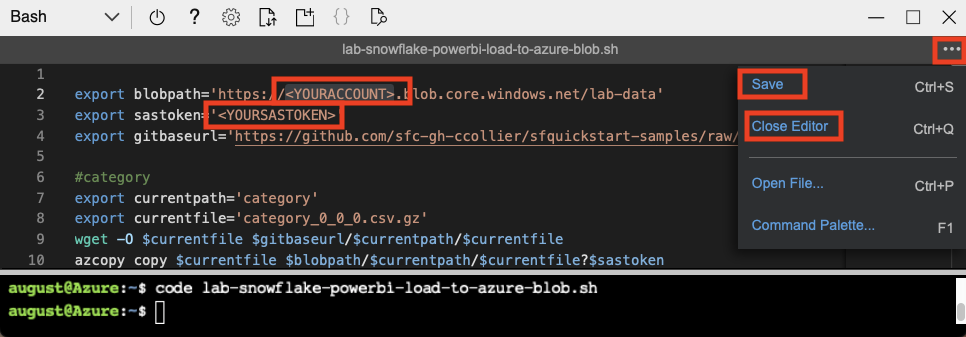 Bash
lab-snowflake-powerbi-load-to-azure-blob.sh
1
2 export blobpath='https://<YOURACCOUNT>.blob.core.windows.net/lab-data'
3 export sastoken='<YOURSASTOKEN>
4 export gitbaseurl='https://github.com/sfc-gh-ccollier/sfquickstart-samples/raw/
5
6 #category
7 export currentpath='category'
8 export currentfile='category_0_0_0.csv.gz'
9 wget -O $currentfile $gitbaseurl/$currentpath/$currentfile
10 azcopy copy $currentfile $blobpath/$currentpath/$currentfile?$sastoken
Save Ctrl+S
Close Editor Ctrl+Q
Open File... Ctrl+P
Command Palette... F1
august@Azure:~$ code lab-snowflake-powerbi-load-to-azure-blob.sh
august@Azure:~$